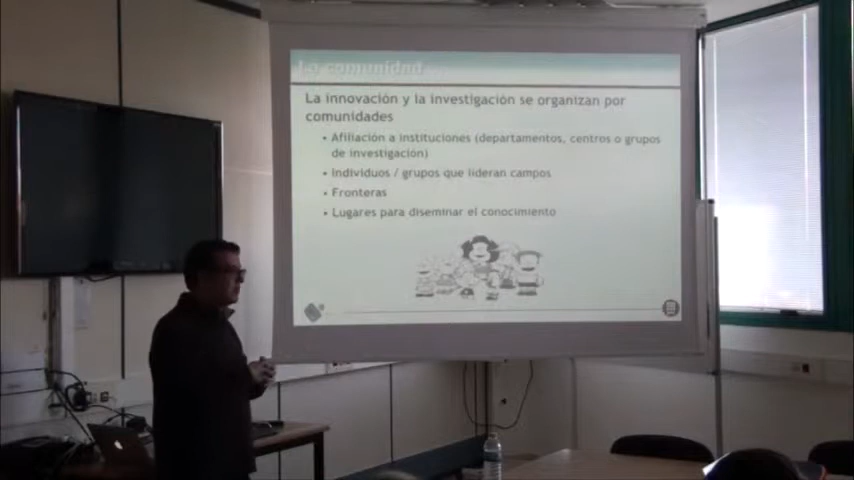 La comunidad
La innovación y la investigación se organizan por
comunidades
• Afiliación a instituciones (departamentos, centros o grupos
de investigación)
• Individuos / grupos que lideran campos
• Fronteras
• Lugares para diseminar el conocimiento